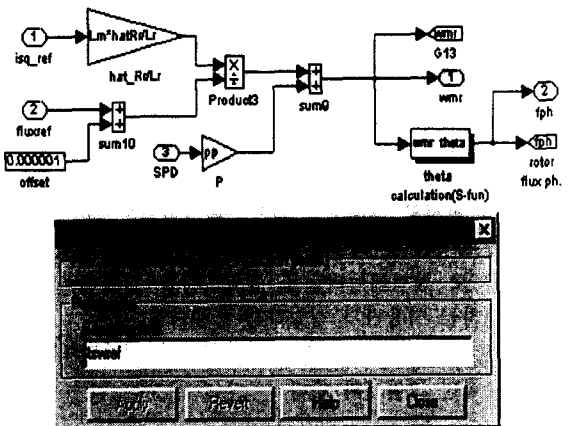 1
isq_ref
Lm*hatRr/Lr
hat_Rr/Lr
2
fluxref
0.000001
offset
sum10
×
÷
Product3
3
SPD
pp
P
sum9
wmr
G13
1
wmr
wmr theta
theta
calculation(S-fun)
2
fph
fph
rotor
flux ph.
X
Apply
Revert
Help
Close